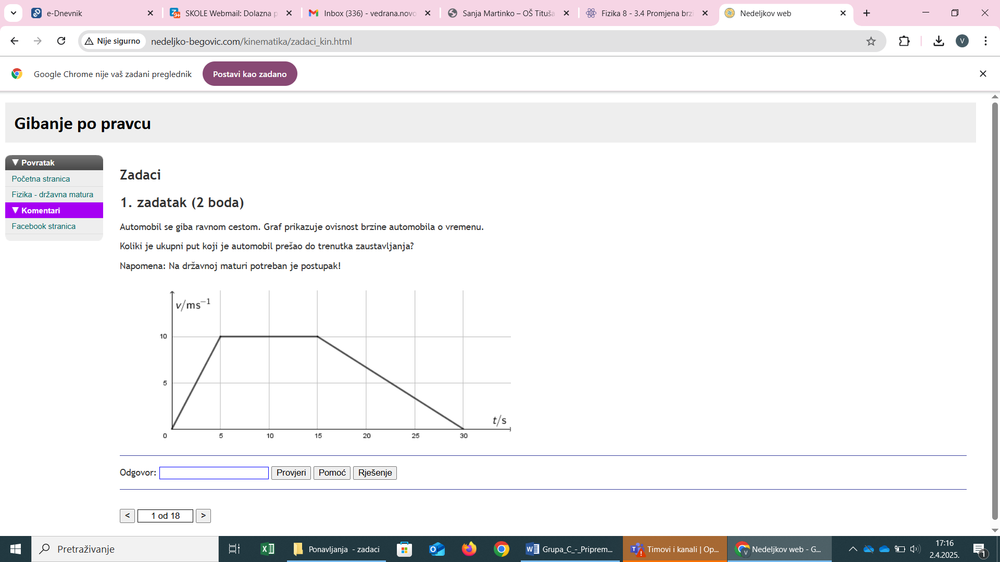 e-Dnevnik
SKOLE Webmail: Dolazna p
Inbox (336) - vedrana.novo
Sanja Martinko – OŠ Tituša
Fizika 8 - 3.4 Promjena brzi
Nedeljkov web
Nije sigurno
nedeljko-begovic.com/kinematika/zadaci_kin.html
V
Google Chrome nije vaš zadani preglednik
Postavi kao zadano
Gibanje po pravcu
▼ Povratak
Početna stranica
Fizika - državna matura
▼ Komentari
Facebook stranica
Zadaci
1. zadatak (2 boda)
Automobil se giba ravnom cestom. Graf prikazuje ovisnost brzine automobila o vremenu.
Koliki je ukupni put koji je automobil prešao do trenutka zaustavljanja?
Napomena: Na državnoj maturi potreban je postupak!
v/ms⁻¹
10
5
t/s
0 5 10 15 20 25 30
Odgovor: Provjeri Pomoć Rješenje
< 1 od 18 >
Pretraživanje
Ponavljanja - zadaci
Grupa_C_-_Priprem...
Timovi i kanali | Op...
Nedeljkov web - G...
17:16
2.4.2025.
1